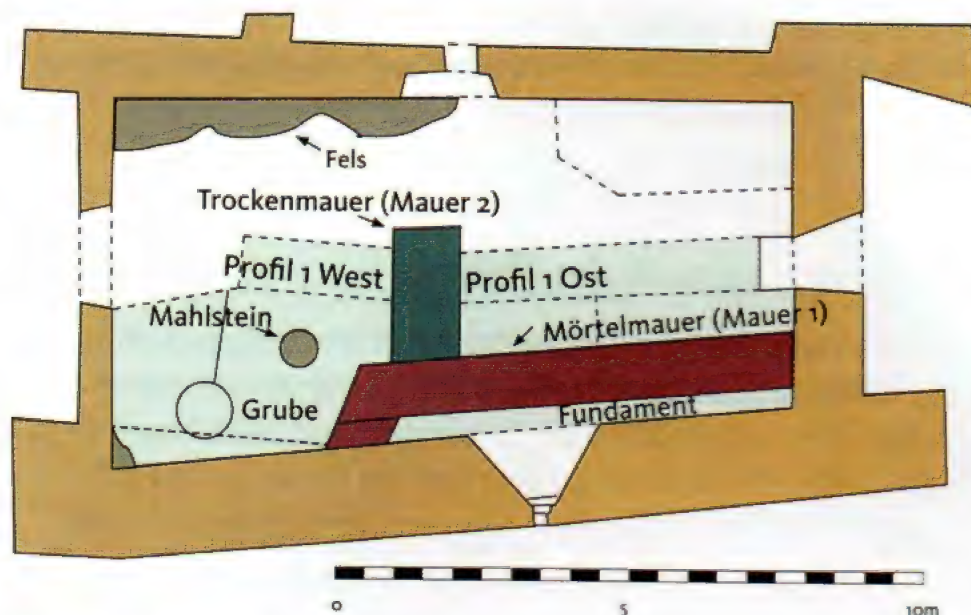 Fels
Trockenmauer (Mauer 2)
Profil 1 West
Profil 1 Ost
Mahlstein
Mörtelmauer (Mauer 1)
Grube
Fundament
0
5
10m